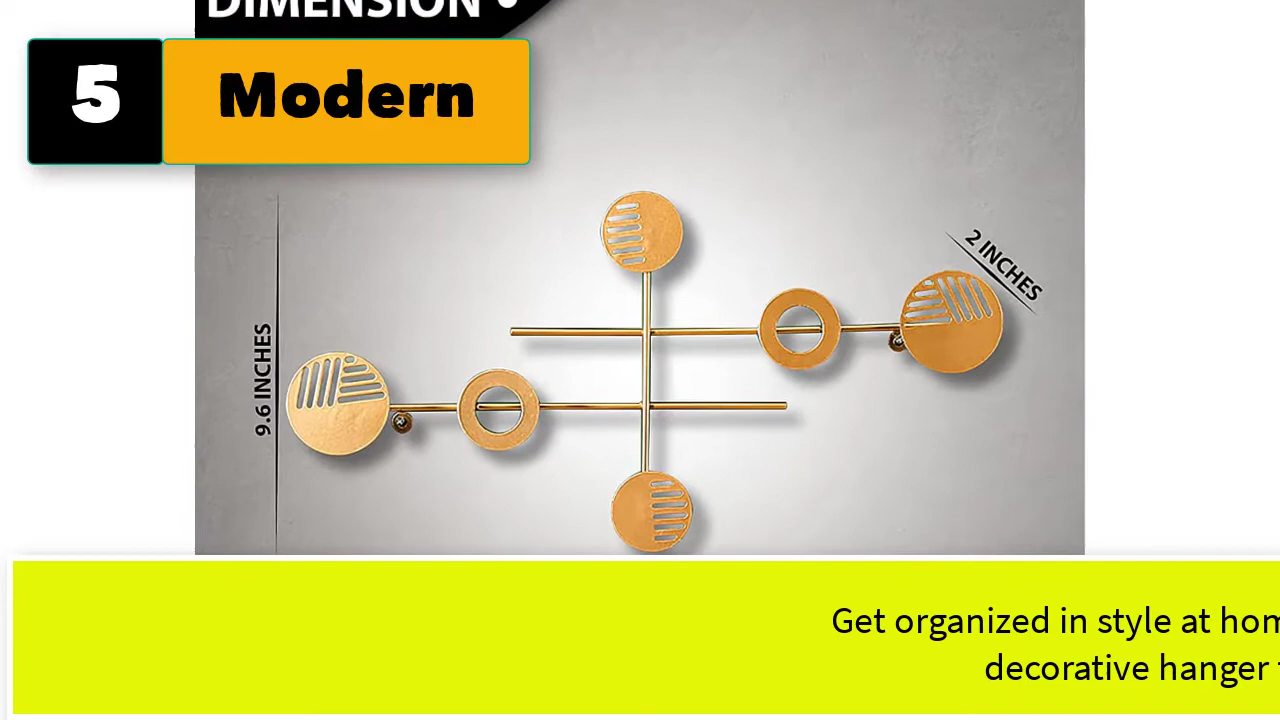 DIMENSION •
5 Modern
2 INCHES
9.6 INCHES
Get organized in style at hom
decorative hanger